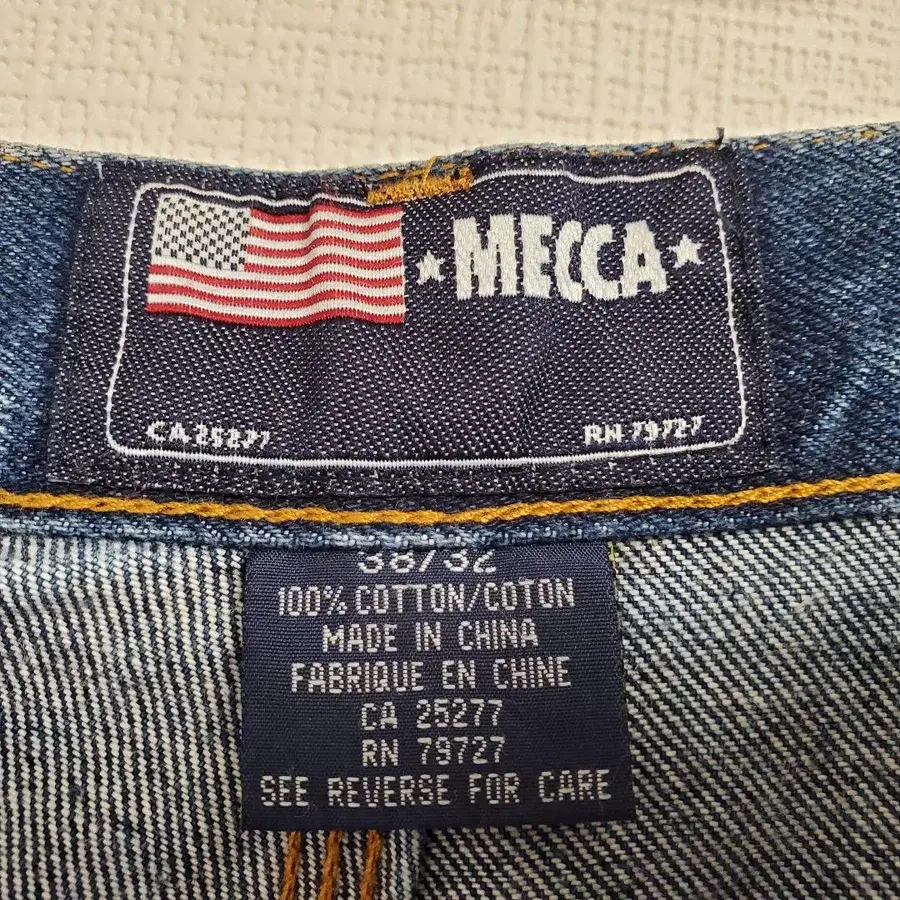 ★MECCA★
CA 25277
RN 79727
38/32
100% COTTON/COTON
MADE IN CHINA
FABRIQUE EN CHINE
CA 25277
RN 79727
SEE REVERSE FOR CARE